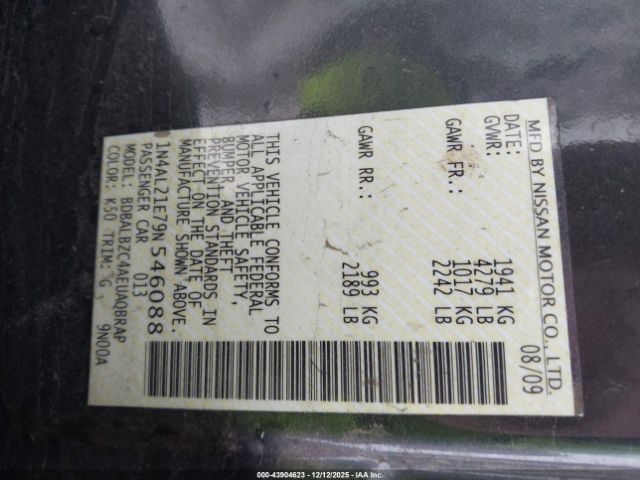 MFD BY NISSAN MOTOR CO., LTD.
DATE: 08/09
GVWR: 1941 KG
4279 LB
GAWR FR.: 1017 KG
2242 LB
GAWR RR.: 993 KG
2189 LB
THIS VEHICLE CONFORMS TO
ALL APPLICABLE FEDERAL
MOTOR VEHICLE SAFETY,
BUMPER, AND THEFT
PREVENTION STANDARDS IN
EFFECT ON THE DATE OF
MANUFACTURE SHOWN ABOVE.
1N4AL21E79N546088
PASSENGER CAR 013
MODEL: BDBALBZC4AEUAQBRAP
COLOR: K50 TRIM: G 9N00A
000-43904623 - 12/12/2025 - IAA Inc.